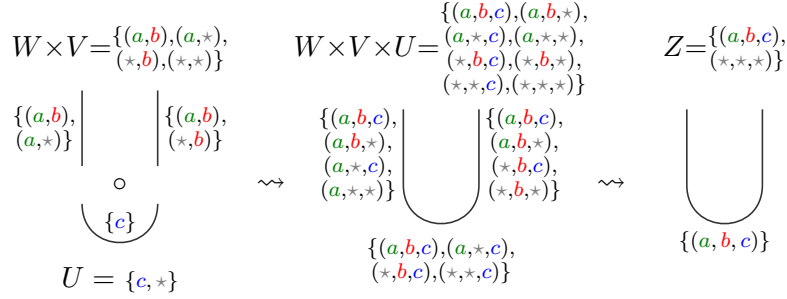 W×V={(a,b),(a,⋆),
(⋆,b),(⋆,⋆)}
{(a,b),
(a,⋆)}
{(a,b),
(⋆,b)}
∘
{c}
U = {c,⋆}
⇝
W×V×U={(a,b,c),(a,b,⋆),
(a,⋆,c),(a,⋆,⋆),
(⋆,b,c),(⋆,b,⋆),
(⋆,⋆,c),(⋆,⋆,⋆)}
{(a,b,c),
(a,b,⋆),
(a,⋆,c),
(a,⋆,⋆)}
{(a,b,c),
(a,b,⋆),
(⋆,b,c),
(⋆,b,⋆)}
{(a,b,c),(a,⋆,c),
(⋆,b,c),(⋆,⋆,c)}
⇝
Z={(a,b,c),
(⋆,⋆,⋆)}
{(a, b, c)}